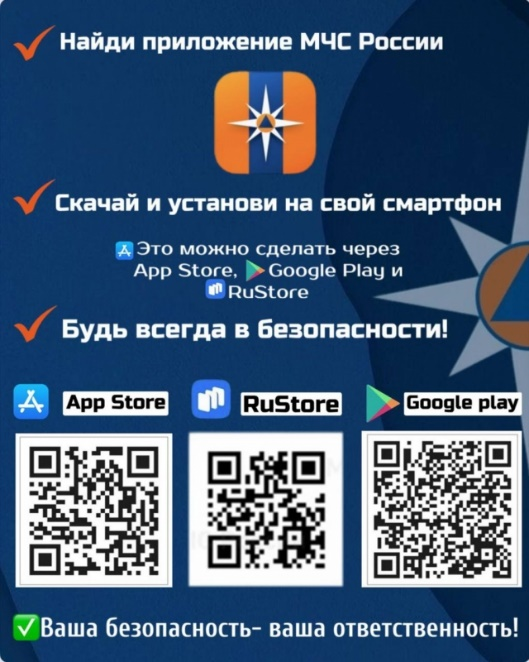 Найди приложение МЧС России
Скачай и установи на свой смартфон
Это можно сделать через
App Store, Google Play и
RuStore
Будь всегда в безопасности!
App Store
RuStore
Google play
Ваша безопасность- ваша ответственность!